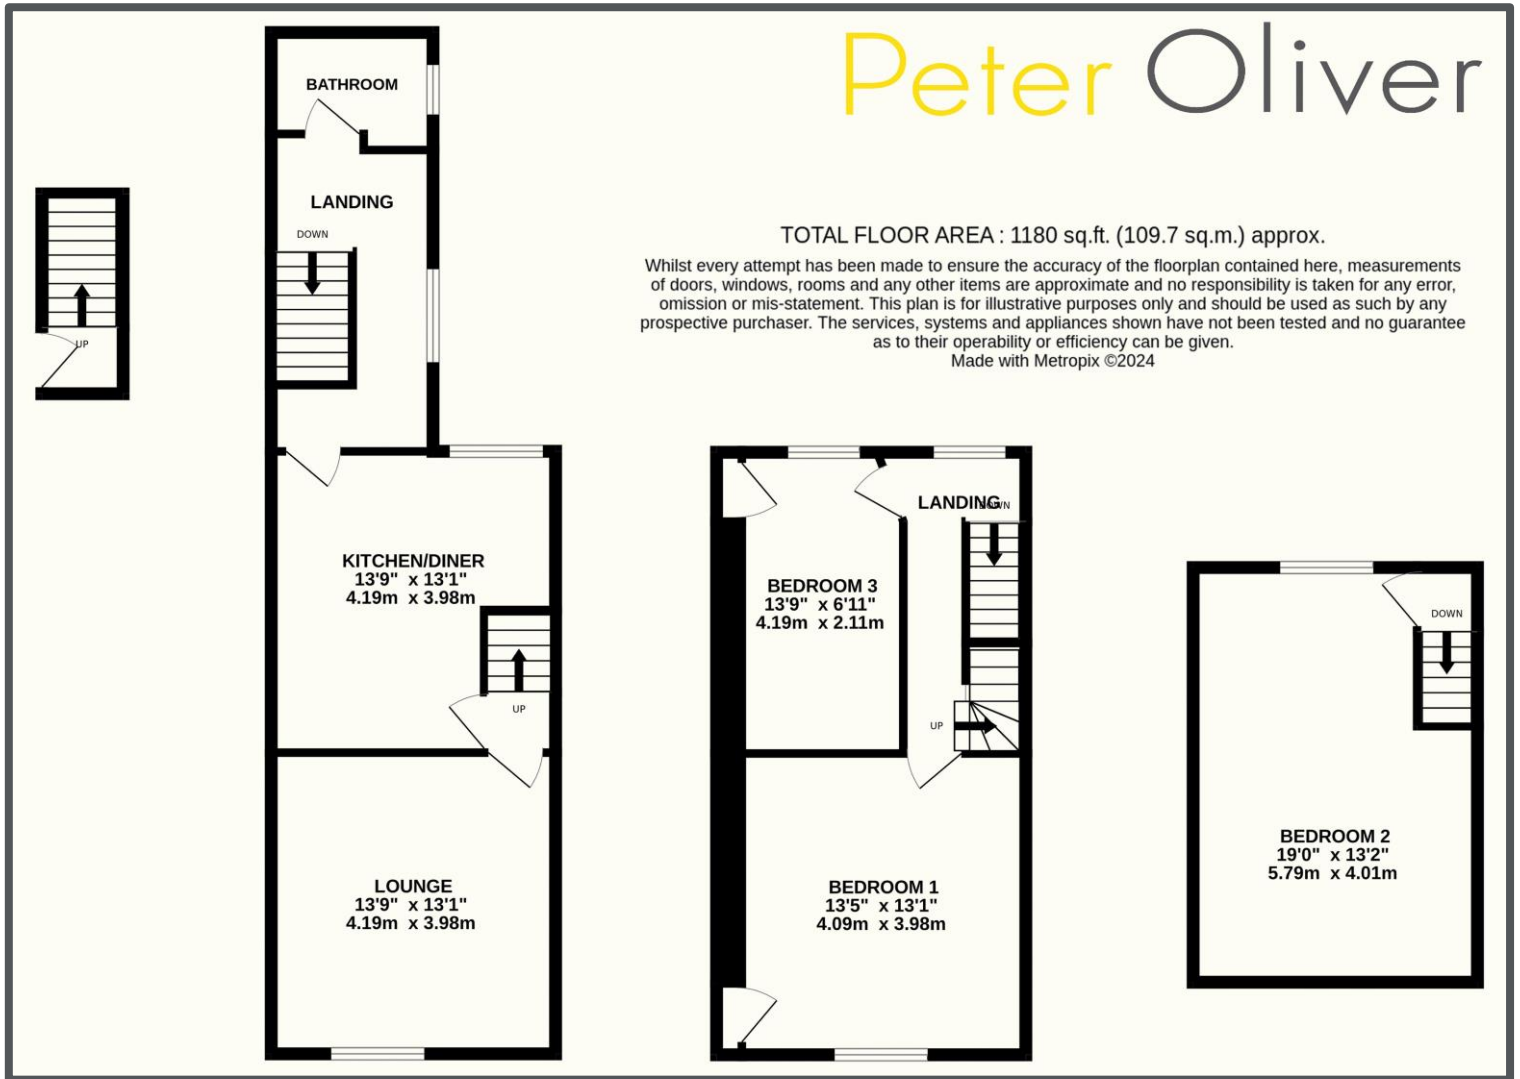 Peter Oliver
TOTAL FLOOR AREA : 1180 sq.ft. (109.7 sq.m.) approx.
Whilst every attempt has been made to ensure the accuracy of the floorplan contained here, measurements
of doors, windows, rooms and any other items are approximate and no responsibility is taken for any error,
omission or mis-statement. This plan is for illustrative purposes only and should be used as such by any
prospective purchaser. The services, systems and appliances shown have not been tested and no guarantee
as to their operability or efficiency can be given.
Made with Metropix ©2024
UP
BATHROOM
LANDING
DOWN
KITCHEN/DINER
13'9" x 13'1"
4.19m x 3.98m
UP
LOUNGE
13'9" x 13'1"
4.19m x 3.98m
LANDING
DOWN
BEDROOM 3
13'9" x 6'11"
4.19m x 2.11m
UP
BEDROOM 1
13'5" x 13'1"
4.09m x 3.98m
DOWN
BEDROOM 2
19'0" x 13'2"
5.79m x 4.01m